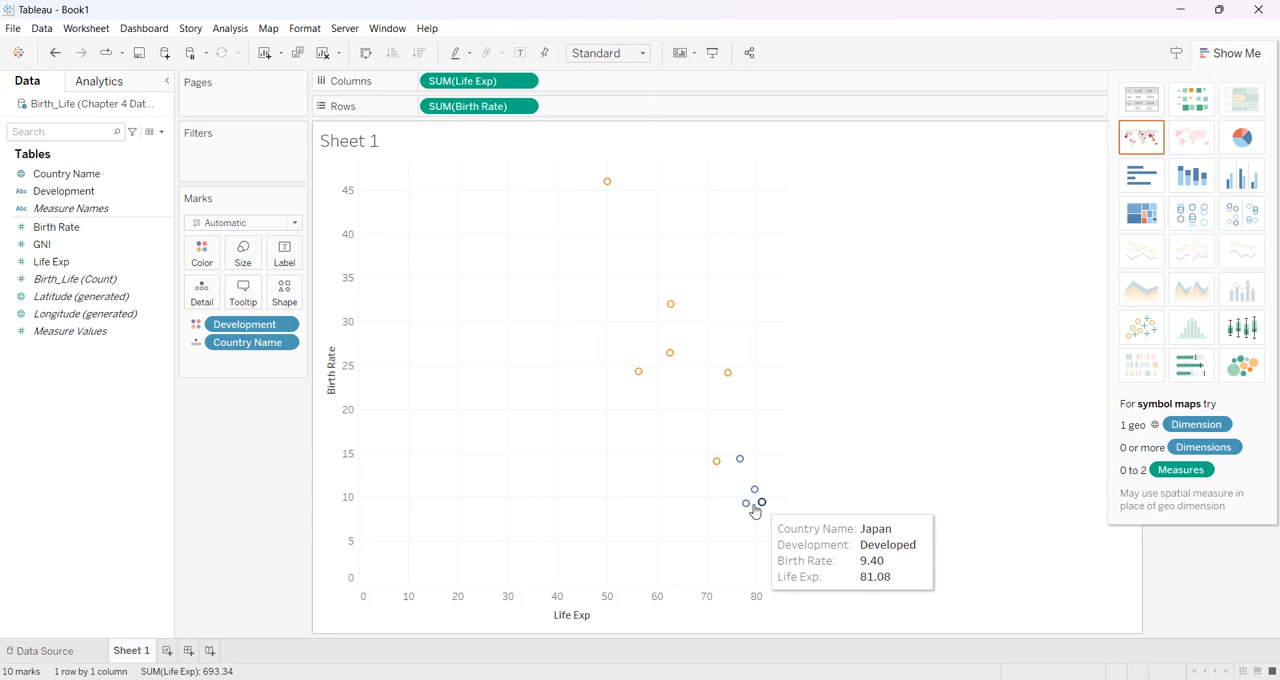 Tableau - Book1
File Data Worksheet Dashboard Story Analysis Map Format Server Window Help
Standard
Show Me
Data Analytics
Birth_Life (Chapter 4 Dat...
Search
Tables
Country Name
Abc Development
Abc Measure Names
# Birth Rate
# GNI
# Life Exp
# Birth_Life (Count)
Latitude (generated)
Longitude (generated)
# Measure Values
Pages
Filters
Marks
Automatic
Color Size Label
Detail Tooltip Shape
Development
Country Name
Columns SUM(Life Exp)
Rows SUM(Birth Rate)
Sheet 1
Birth Rate
45
40
35
30
25
20
15
10
5
0
0 10 20 30 40 50 60 70 80
Life Exp
Country Name: Japan
Development: Developed
Birth Rate: 9.40
Life Exp: 81.08
For symbol maps try
1 geo Dimension
0 or more Dimensions
0 to 2 Measures
May use spatial measure in
place of geo dimension
Data Source Sheet 1
10 marks 1 row by 1 column SUM(Life Exp): 693.34